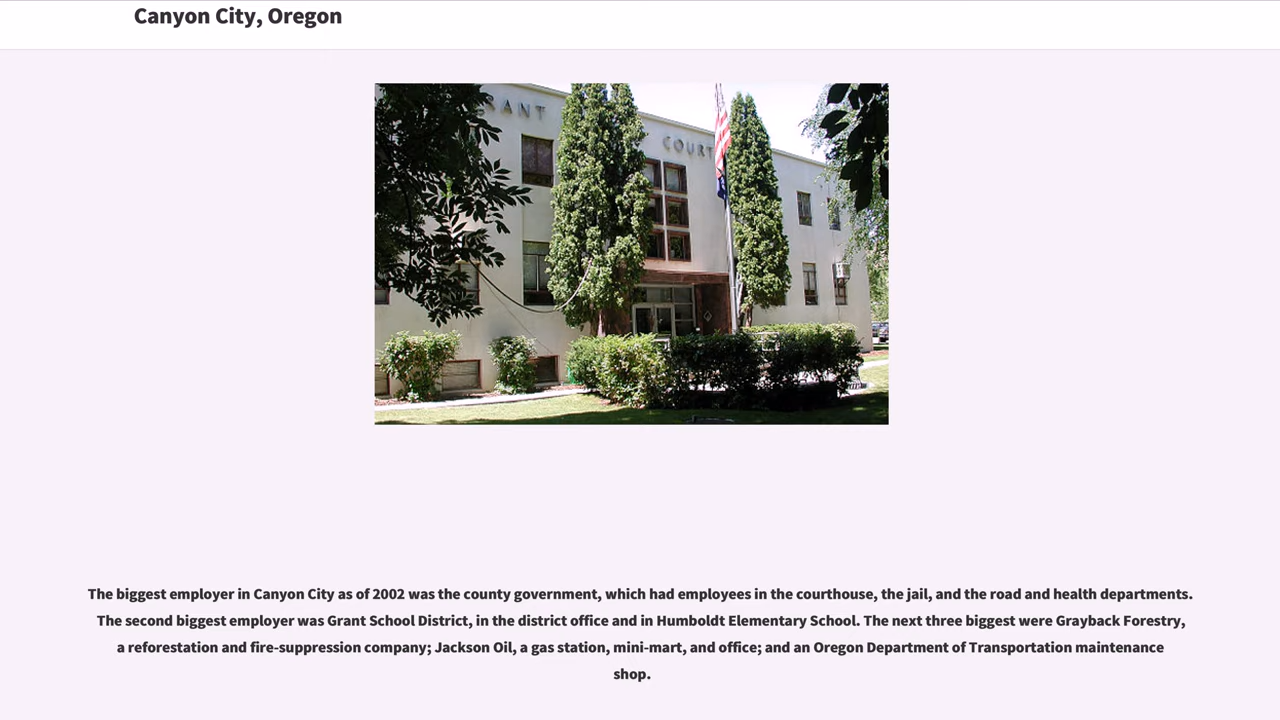 Canyon City, Oregon
RANT COURT
The biggest employer in Canyon City as of 2002 was the county government, which had employees in the courthouse, the jail, and the road and health departments.
The second biggest employer was Grant School District, in the district office and in Humboldt Elementary School. The next three biggest were Grayback Forestry,
a reforestation and fire-suppression company; Jackson Oil, a gas station, mini-mart, and office; and an Oregon Department of Transportation maintenance
shop.